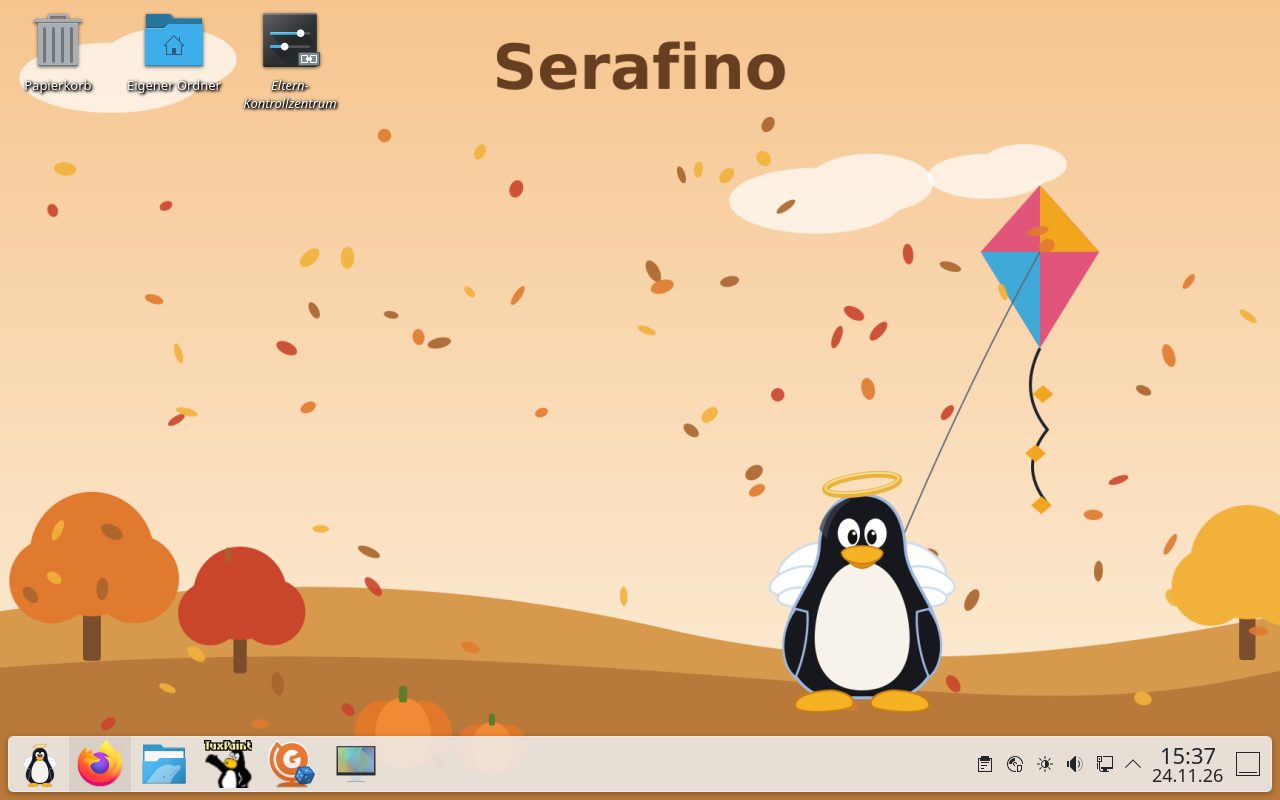 Serafino
Papierkorb
Eigener Ordner
Eltern-
Kontrollzentrum
TuxPaint
15:37
24.11.26